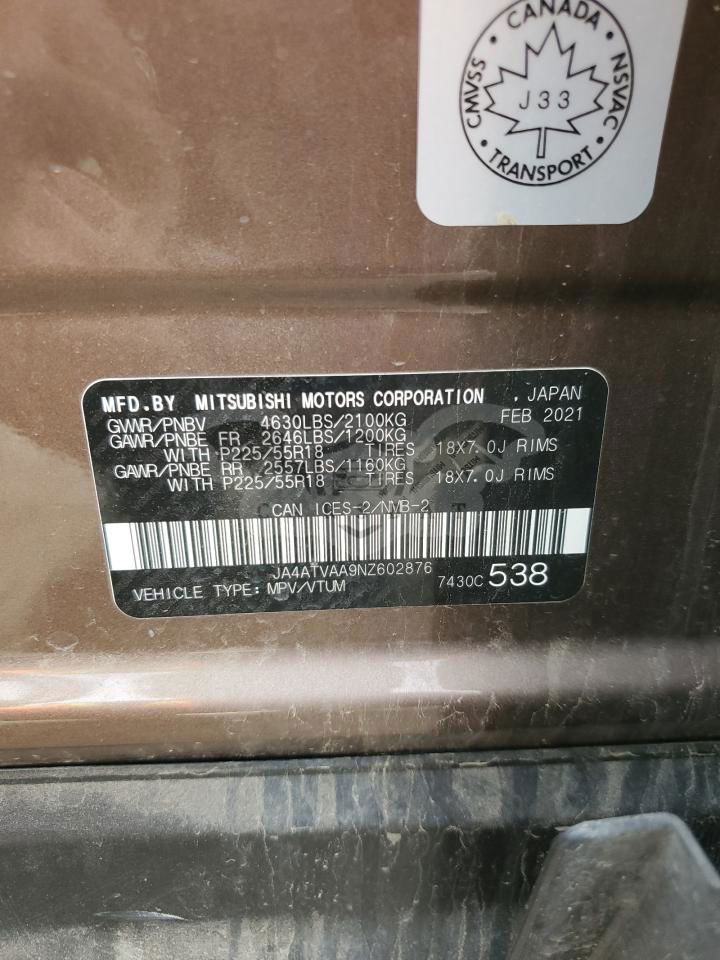 CANADA
CMVSS
NSVAC
J33
• TRANSPORT •
MFD.BY MITSUBISHI MOTORS CORPORATION , JAPAN
GVWR/PNBV 4630LBS/2100KG FEB 2021
GAWR/PNBE FR 2646LBS/1200KG
WITH P225/55R18 TIRES 18X7.0J RIMS
GAWR/PNBE RR 2557LBS/1160KG
WITH P225/55R18 TIRES 18X7.0J RIMS
CAN ICES-2/NMB-2
JA4ATVAA9NZ602876
VEHICLE TYPE:MPV/VTUM 7430C 538